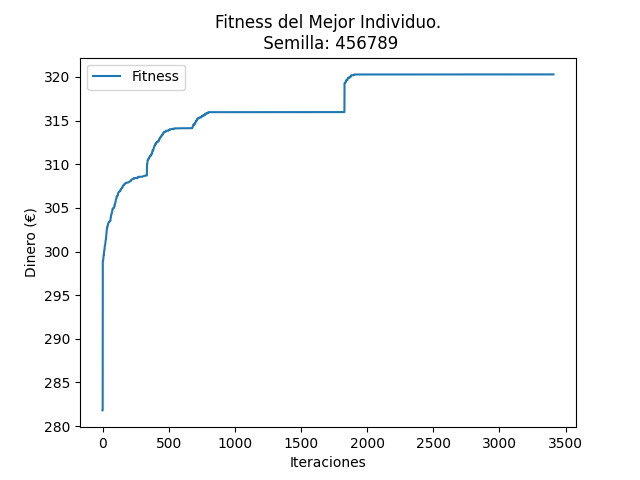 Fitness del Mejor Individuo.
Semilla: 456789
Fitness
Dinero (€)
320
315
310
305
300
295
290
285
280
0 500 1000 1500 2000 2500 3000 3500
Iteraciones